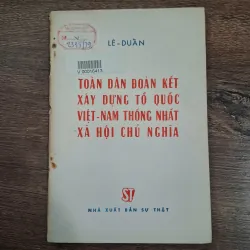 LÊ-DUẨN
TOÀN DÂN ĐOÀN KẾT
XÂY DỰNG TỔ QUỐC
VIỆT-NAM THỐNG NHẤT
XÃ HỘI CHỦ NGHĨA
ST
NHÀ XUẤT BẢN SỰ THẬT